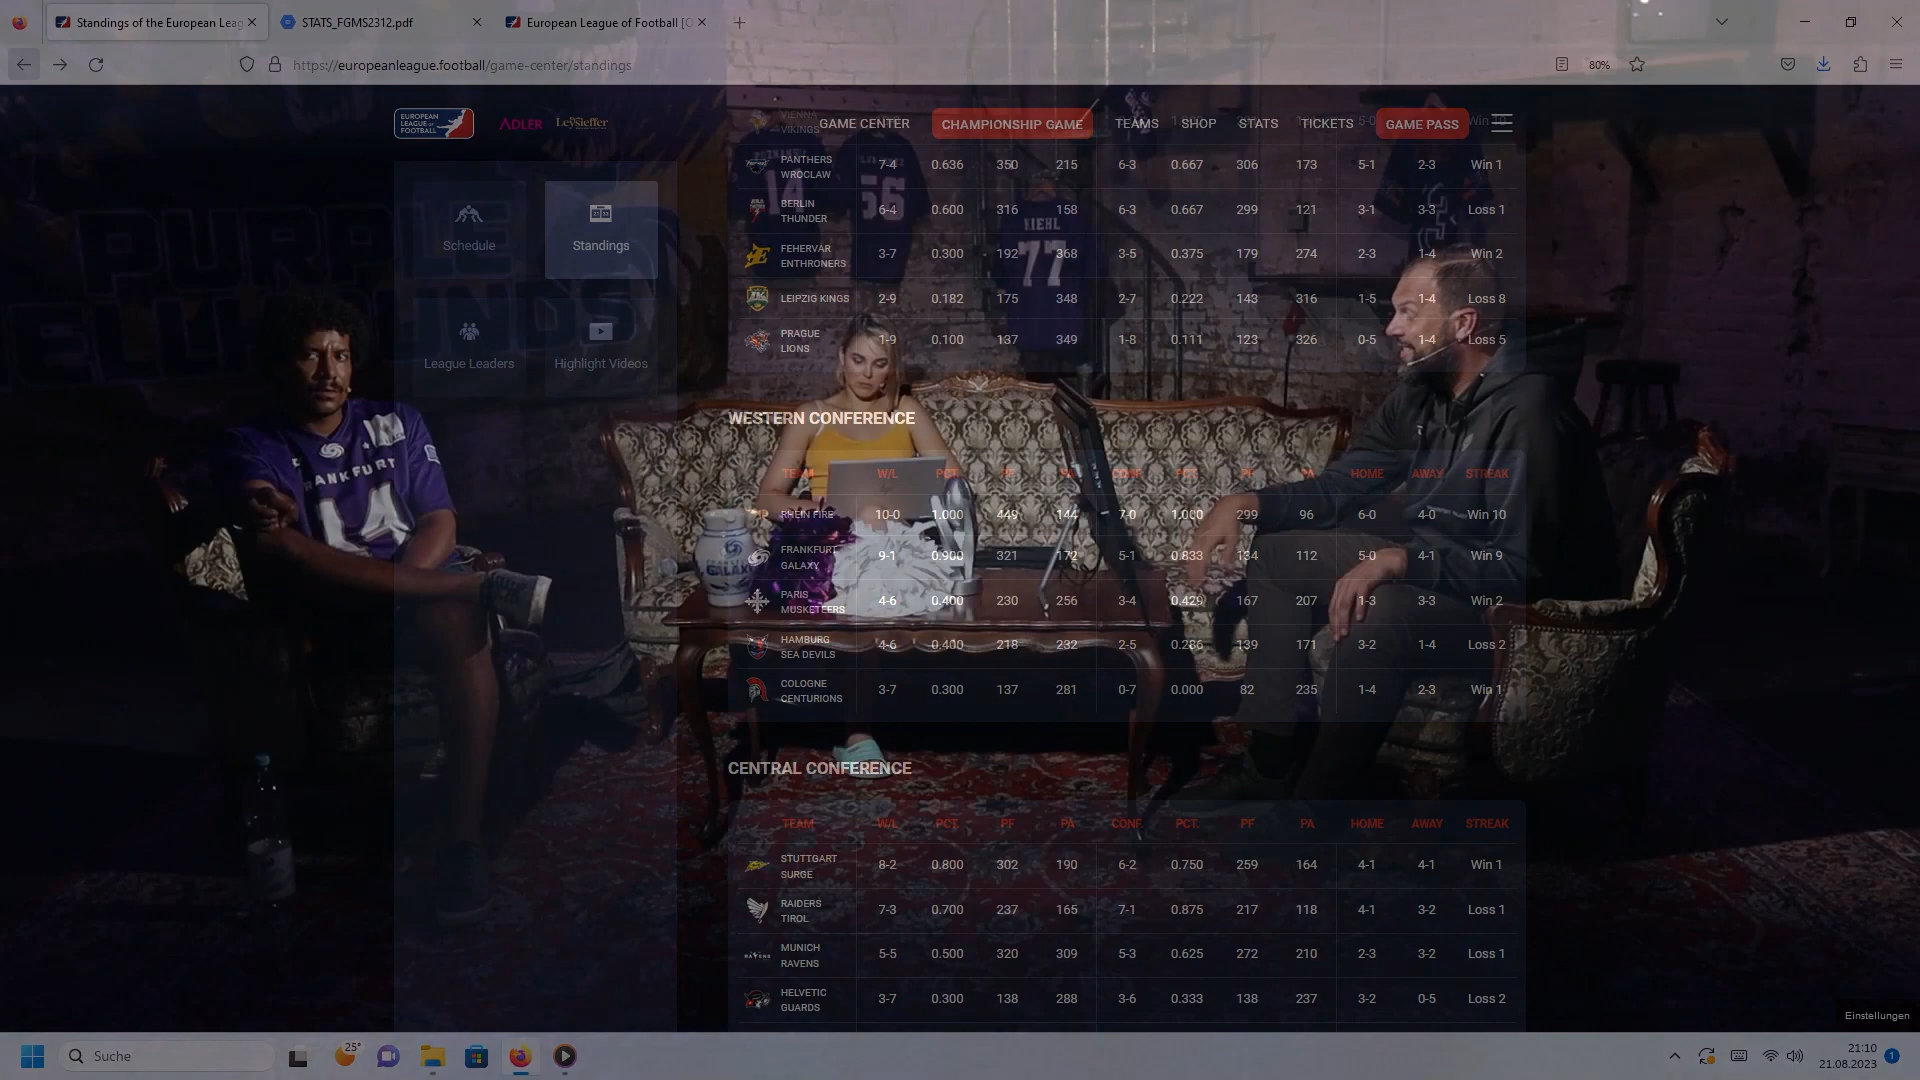 Standings of the European Leag
STATS_FGMS2312.pdf
European League of Football [O
https://europeanleague.football/game-center/standings
80%
EUROPEAN LEAGUE OF FOOTBALL
ADLER
Leysieffer
GAME CENTER
CHAMPIONSHIP GAME
TEAMS
SHOP
STATS
TICKETS
GAME PASS
Schedule
Standings
League Leaders
Highlight Videos
VIENNA VIKINGS
PANTHERS WROCLAW 7-4 0.636 350 215 6-3 0.667 306 173 5-1 2-3 Win 1
BERLIN THUNDER 6-4 0.600 316 158 6-3 0.667 299 121 3-1 3-3 Loss 1
FEHERVAR ENTHRONERS 3-7 0.300 192 368 3-5 0.375 179 274 2-3 1-4 Win 2
LEIPZIG KINGS 2-9 0.182 175 348 2-7 0.222 143 316 1-5 1-4 Loss 8
PRAGUE LIONS 1-9 0.100 137 349 1-8 0.111 123 326 0-5 1-4 Loss 5
14
56
KIEHL
77
PURPLE
WESTERN CONFERENCE
TEAM W/L PCT. PF PA CONF. PCT. PF PA HOME AWAY STREAK
RHEIN FIRE 10-0 1.000 449 144 7-0 1.000 299 96 6-0 4-0 Win 10
FRANKFURT GALAXY 9-1 0.900 321 172 5-1 0.833 134 112 5-0 4-1 Win 9
PARIS MUSKETEERS 4-6 0.400 230 256 3-4 0.429 167 207 1-3 3-3 Win 2
HAMBURG SEA DEVILS 4-6 0.400 218 232 2-5 0.286 139 171 3-2 1-4 Loss 2
COLOGNE CENTURIONS 3-7 0.300 137 281 0-7 0.000 82 235 1-4 2-3 Win 1
FRANKFURT
14
GALAXY
CENTRAL CONFERENCE
TEAM W/L PCT. PF PA CONF. PCT. PF PA HOME AWAY STREAK
STUTTGART SURGE 8-2 0.800 302 190 6-2 0.750 259 164 4-1 4-1 Win 1
RAIDERS TIROL 7-3 0.700 237 165 7-1 0.875 217 118 4-1 3-2 Loss 1
MUNICH RAVENS 5-5 0.500 320 309 5-3 0.625 272 210 2-3 3-2 Loss 1
HELVETIC GUARDS 3-7 0.300 138 288 3-6 0.333 138 237 3-2 0-5 Loss 2
Einstellungen
Suche
25°
21:10
21.08.2023
1